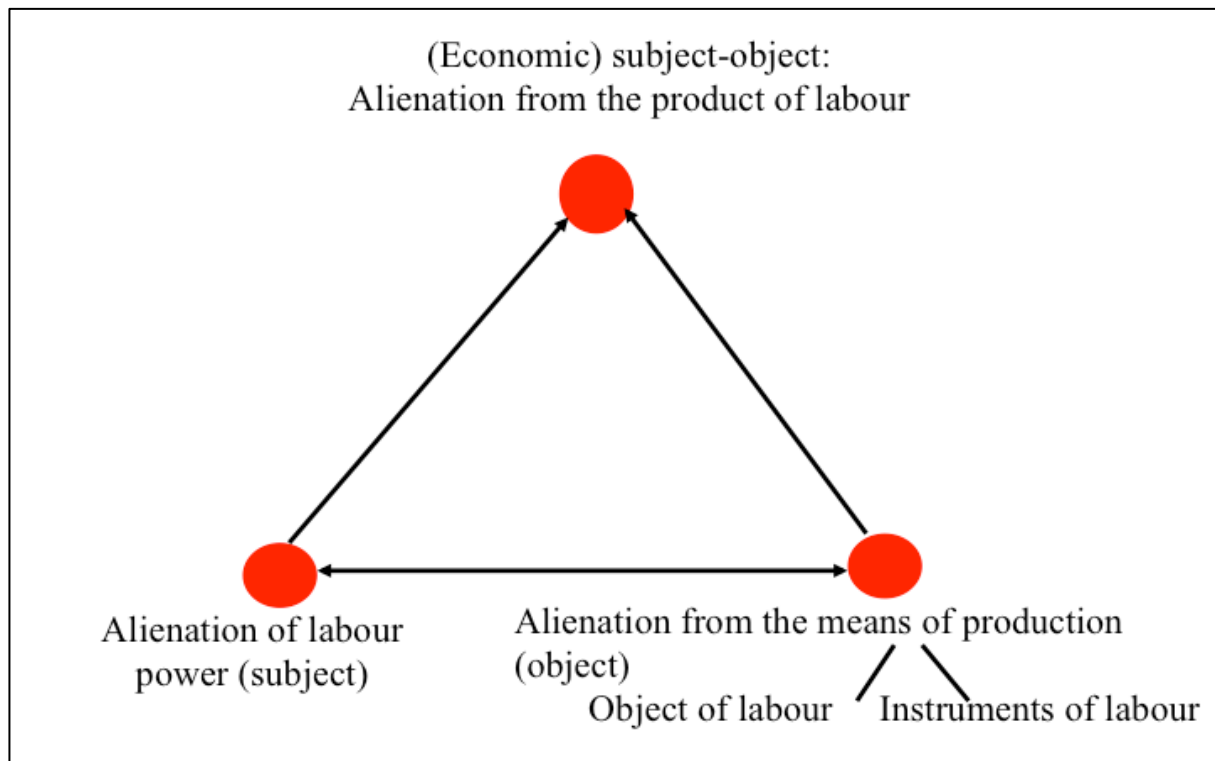 (Economic) subject-object:
Alienation from the product of labour
Alienation of labour
power (subject)
Alienation from the means of production
(object)
Object of labour
Instruments of labour